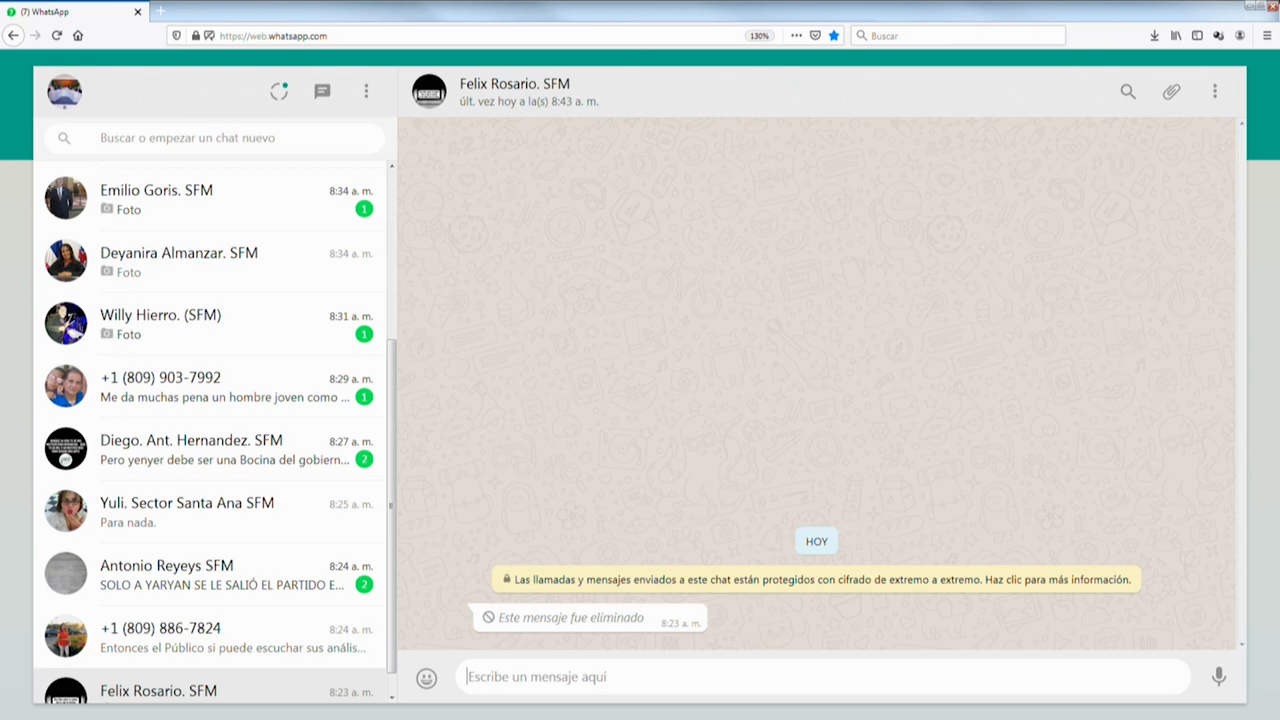 (7) WhatsApp
https://web.whatsapp.com
130%
Buscar
Felix Rosario. SFM
últ. vez hoy a la(s) 8:43 a. m.
Buscar o empezar un chat nuevo
Emilio Goris. SFM
8:34 a. m.
Foto
1
Deyanira Almanzar. SFM
8:34 a. m.
Foto
Willy Hierro. (SFM)
8:31 a. m.
Foto
1
+1 (809) 903-7992
8:29 a. m.
Me da muchas pena un hombre joven como ...
1
Diego. Ant. Hernandez. SFM
8:27 a. m.
Pero yenyer debe ser una Bocina del gobiern...
2
Yuli. Sector Santa Ana SFM
8:25 a. m.
Para nada.
Antonio Reyeys SFM
8:24 a. m.
SOLO A YARYAN SE LE SALIÓ EL PARTIDO E...
2
+1 (809) 886-7824
8:24 a. m.
Entonces el Público si puede escuchar sus anális...
Felix Rosario. SFM
8:23 a. m.
HOY
Las llamadas y mensajes enviados a este chat están protegidos con cifrado de extremo a extremo. Haz clic para más información.
Este mensaje fue eliminado
8:23 a. m.
Escribe un mensaje aquí